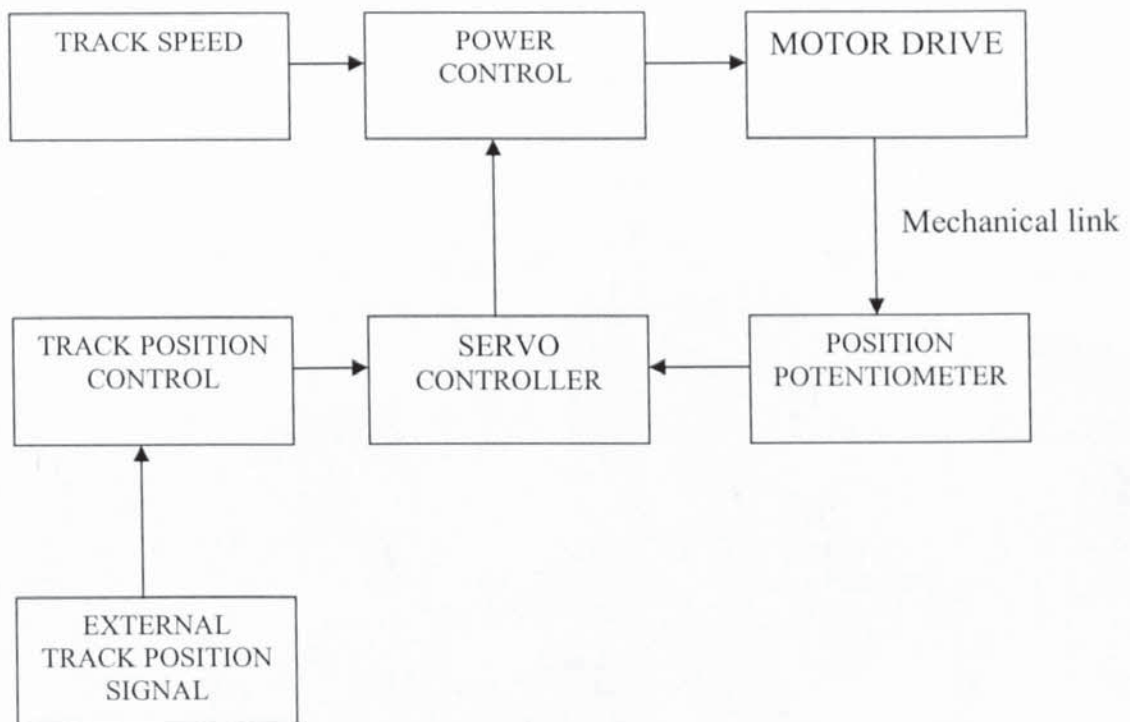 TRACK SPEED
POWER
CONTROL
MOTOR DRIVE
Mechanical link
TRACK POSITION
CONTROL
SERVO
CONTROLLER
POSITION
POTENTIOMETER
EXTERNAL
TRACK POSITION
SIGNAL